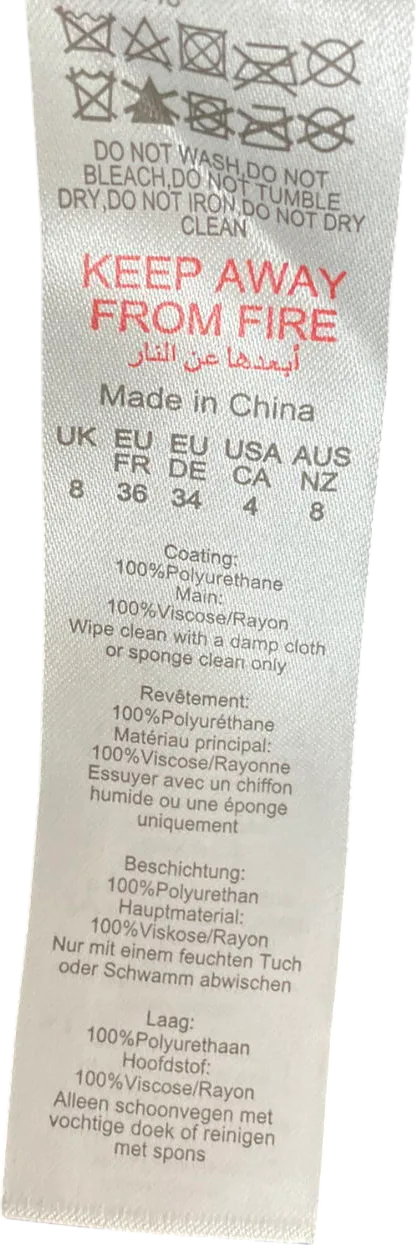 DO NOT WASH,DO NOT
BLEACH,DO NOT TUMBLE
DRY,DO NOT IRON,DO NOT DRY
CLEAN
KEEP AWAY
FROM FIRE
أبعدها عن النار
Made in China
UK EU EU USA AUS
FR DE CA NZ
8 36 34 4 8
Coating:
100%Polyurethane
Main:
100%Viscose/Rayon
Wipe clean with a damp cloth
or sponge clean only
Revêtement:
100%Polyuréthane
Matériau principal:
100%Viscose/Rayonne
Essuyer avec un chiffon
humide ou une éponge
uniquement
Beschichtung:
100%Polyurethan
Hauptmaterial:
100%Viskose/Rayon
Nur mit einem feuchten Tuch
oder Schwamm abwischen
Laag:
100%Polyurethaan
Hoofdstof:
100%Viscose/Rayon
Alleen schoonvegen met
vochtige doek of reinigen
met spons